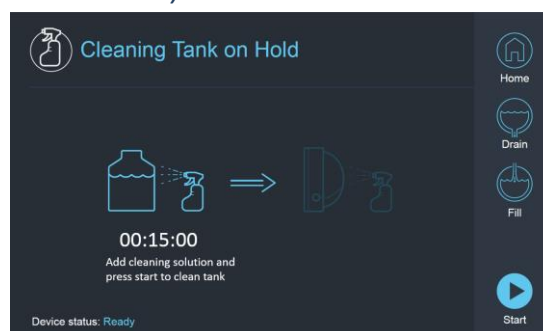 Cleaning Tank on Hold
Home
Drain
Fill
00:15:00
Add cleaning solution and
press start to clean tank
Device status: Ready
Start